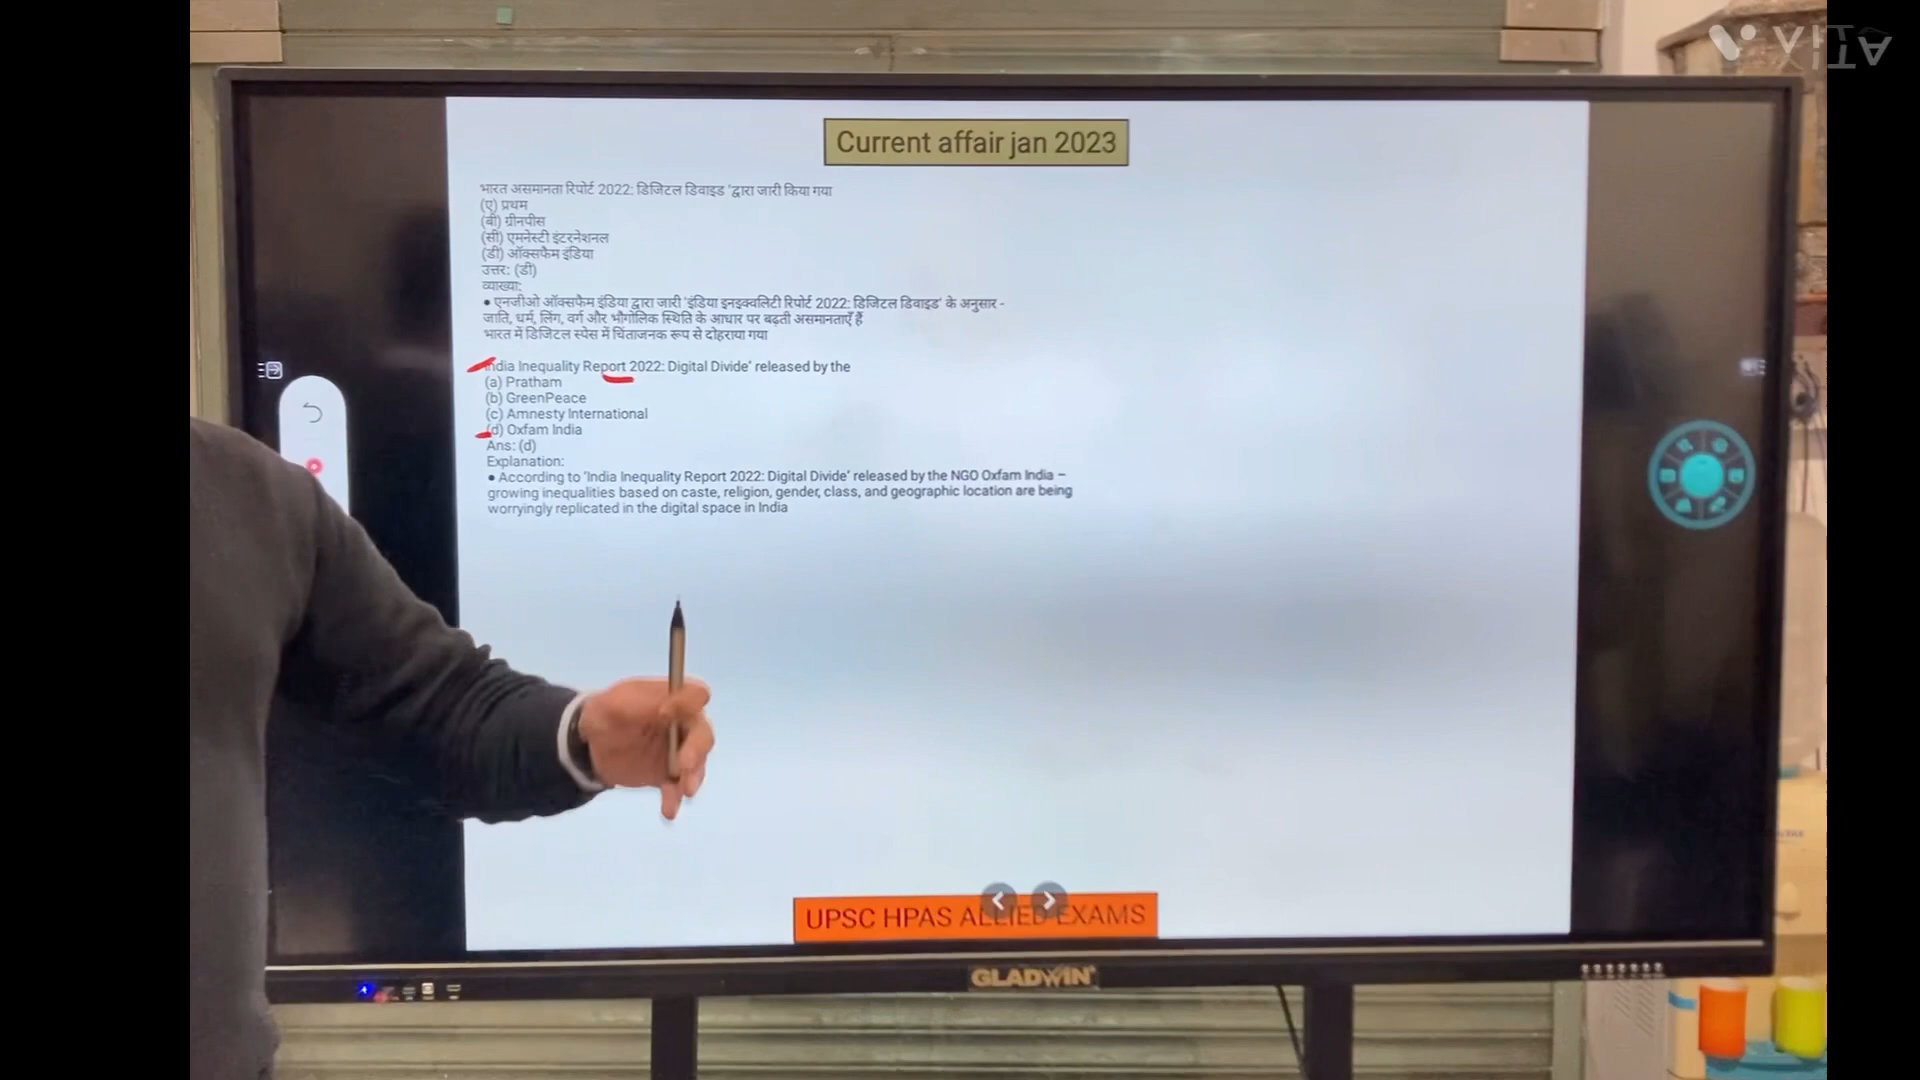 VITA
Current affair jan 2023
भारत असमानता रिपोर्ट 2022: डिजिटल डिवाइड 'द्वारा जारी किया गया
(ए) प्रथम
(बी) ग्रीनपीस
(सी) एमनेस्टी इंटरनेशनल
(डी) ऑक्सफैम इंडिया
उत्तर: (डी)
व्याख्या:
● एनजीओ ऑक्सफैम इंडिया द्वारा जारी 'इंडिया इनइक्वलिटी रिपोर्ट 2022: डिजिटल डिवाइड' के अनुसार -
जाति, धर्म, लिंग, वर्ग और भौगोलिक स्थिति के आधार पर बढ़ती असमानताएँ हैं
भारत में डिजिटल स्पेस में चिंताजनक रूप से दोहराया गया
India Inequality Report 2022: Digital Divide' released by the
(a) Pratham
(b) GreenPeace
(c) Amnesty International
(d) Oxfam India
Ans: (d)
Explanation:
● According to 'India Inequality Report 2022: Digital Divide' released by the NGO Oxfam India –
growing inequalities based on caste, religion, gender, class, and geographic location are being
worryingly replicated in the digital space in India
UPSC HPAS ALLIED EXAMS
GLADWIN